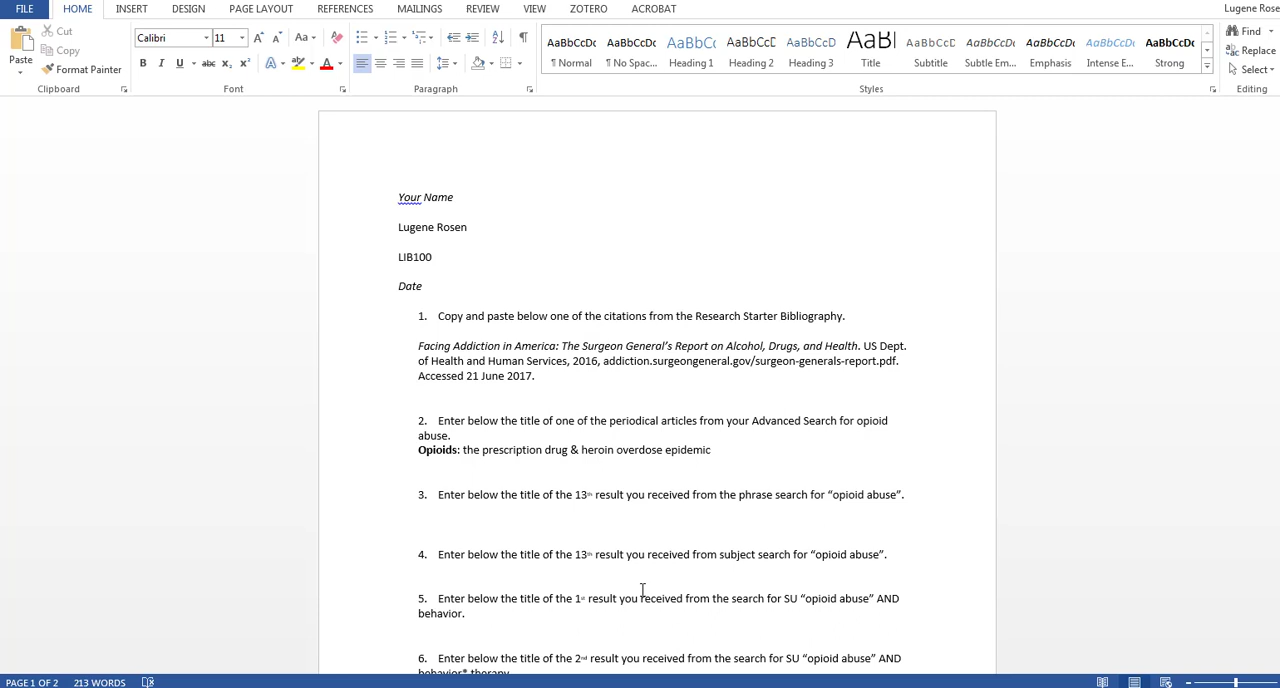 FILE HOME INSERT DESIGN PAGE LAYOUT REFERENCES MAILINGS REVIEW VIEW ZOTERO ACROBAT Lugene Rose
Cut
Copy
Paste
Format Painter
Clipboard
Calibri 11
Font
Paragraph
AaBbCcDc AaBbCcDc AaBbCc AaBbCcD AaBbCcDc AaBl AaBbCcD AaBbCcDc AaBbCcDc AaBbCcDc AaBbCcDc
¶ Normal ¶ No Spac... Heading 1 Heading 2 Heading 3 Title Subtitle Subtle Em... Emphasis Intense E... Strong
Styles
Find
Replace
Select
Editing
Your Name
Lugene Rosen
LIB100
Date
1. Copy and paste below one of the citations from the Research Starter Bibliography.
Facing Addiction in America: The Surgeon General’s Report on Alcohol, Drugs, and Health. US Dept.
of Health and Human Services, 2016, addiction.surgeongeneral.gov/surgeon-generals-report.pdf.
Accessed 21 June 2017.
2. Enter below the title of one of the periodical articles from your Advanced Search for opioid
abuse.
Opioids: the prescription drug & heroin overdose epidemic
3. Enter below the title of the 13th result you received from the phrase search for “opioid abuse”.
4. Enter below the title of the 13th result you received from subject search for “opioid abuse”.
5. Enter below the title of the 1st result you received from the search for SU “opioid abuse” AND
behavior.
6. Enter below the title of the 2nd result you received from the search for SU “opioid abuse” AND
behavior* therapy
PAGE 1 OF 2 213 WORDS